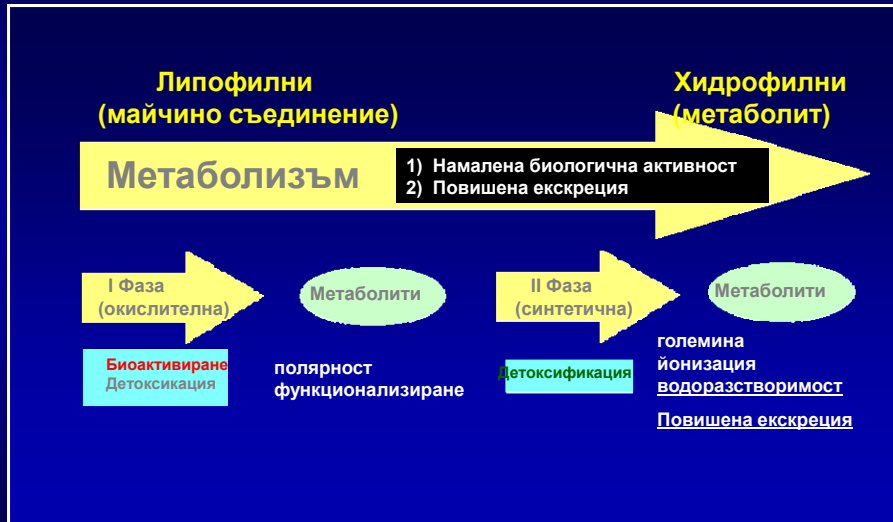 Липофилни
(майчино съединение)
Хидрофилни
(метаболит)
Метаболизъм
1) Намалена биологична активност
2) Повишена екскреция
I Фаза
(окислителна)
Метаболити
II Фаза
(синтетична)
Метаболити
Биоактивиране
Детоксикация
полярност
функционализиране
Детоксификация
големина
йонизация
водоразстворимост
Повишена екскреция